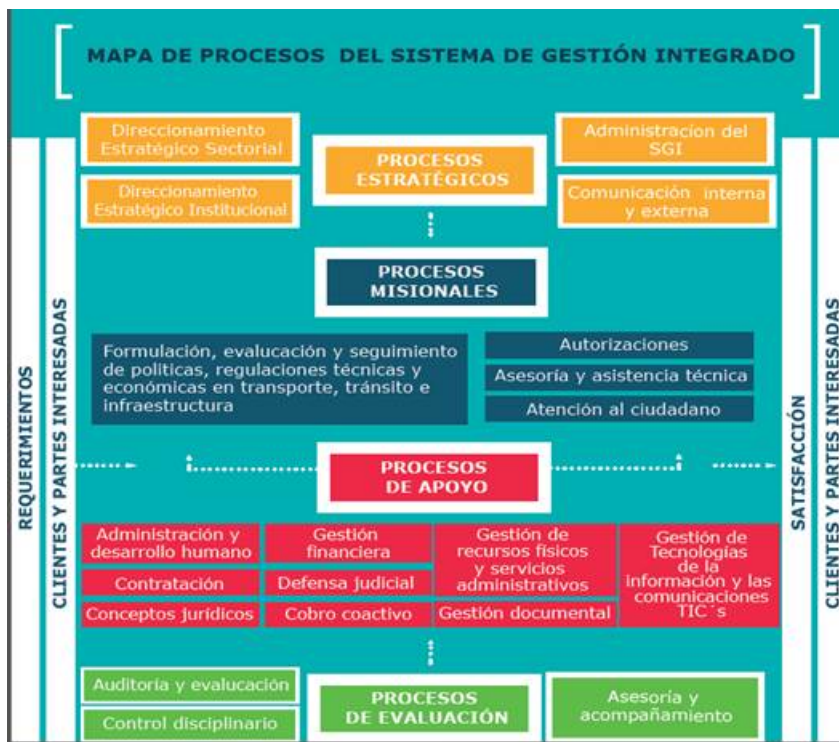 MAPA DE PROCESOS DEL SISTEMA DE GESTIÓN INTEGRADO
REQUERIMIENTOS
CLIENTES Y PARTES INTERESADAS
Direccionamiento
Estratégico Sectorial
Direccionamiento
Estratégico Institucional
PROCESOS
ESTRATÉGICOS
Administracion del
SGI
Comunicación interna
y externa
PROCESOS
MISIONALES
Formulación, evalucación y seguimiento
de politicas, regulaciones técnicas y
económicas en transporte, tránsito e
infraestructura
Autorizaciones
Asesoría y asistencia técnica
Atención al ciudadano
PROCESOS
DE APOYO
Administración y
desarrollo humano
Contratación
Conceptos jurídicos
Gestión
financiera
Defensa judicial
Cobro coactivo
Gestión de
recursos físicos
y servicios
administrativos
Gestión documental
Gestión de
Tecnologías
de la
información y las
comunicaciones
TIC´s
Auditoria y evalucación
Control disciplinario
PROCESOS
DE EVALUACIÓN
Asesoría y
acompañamiento
SATISFACCIÓN
CLIENTES Y PARTES INTERESADAS